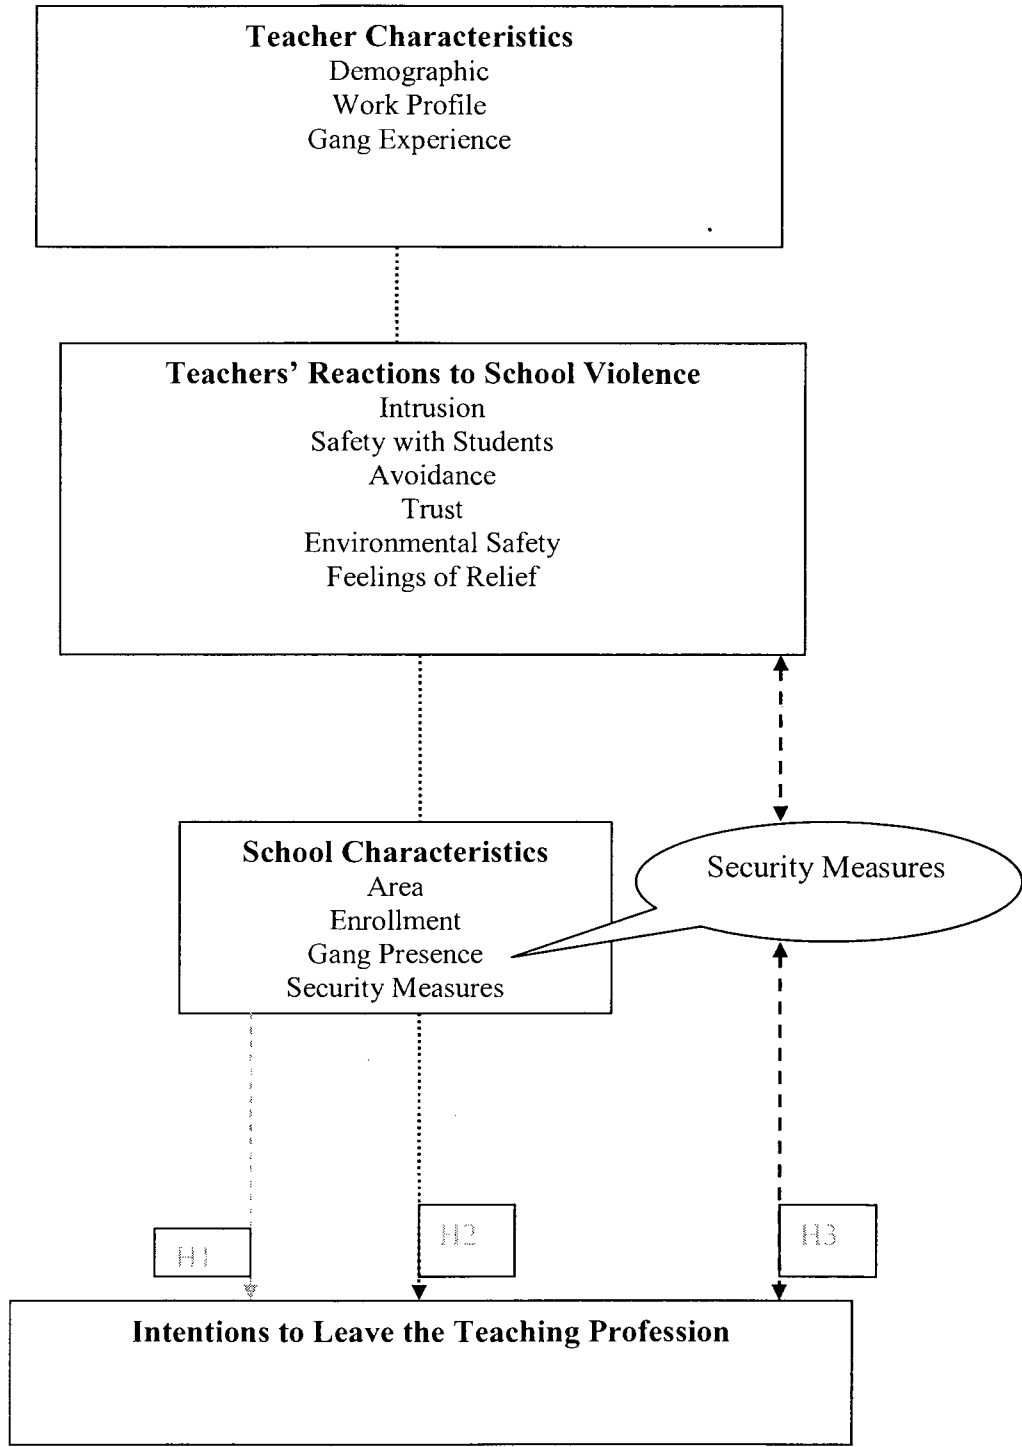 Teacher Characteristics
Demographic
Work Profile
Gang Experience
Teachers' Reactions to School Violence
Intrusion
Safety with Students
Avoidance
Trust
Environmental Safety
Feelings of Relief
School Characteristics
Area
Enrollment
Gang Presence
Security Measures
Security Measures
H1
H2
H3
Intentions to Leave the Teaching Profession